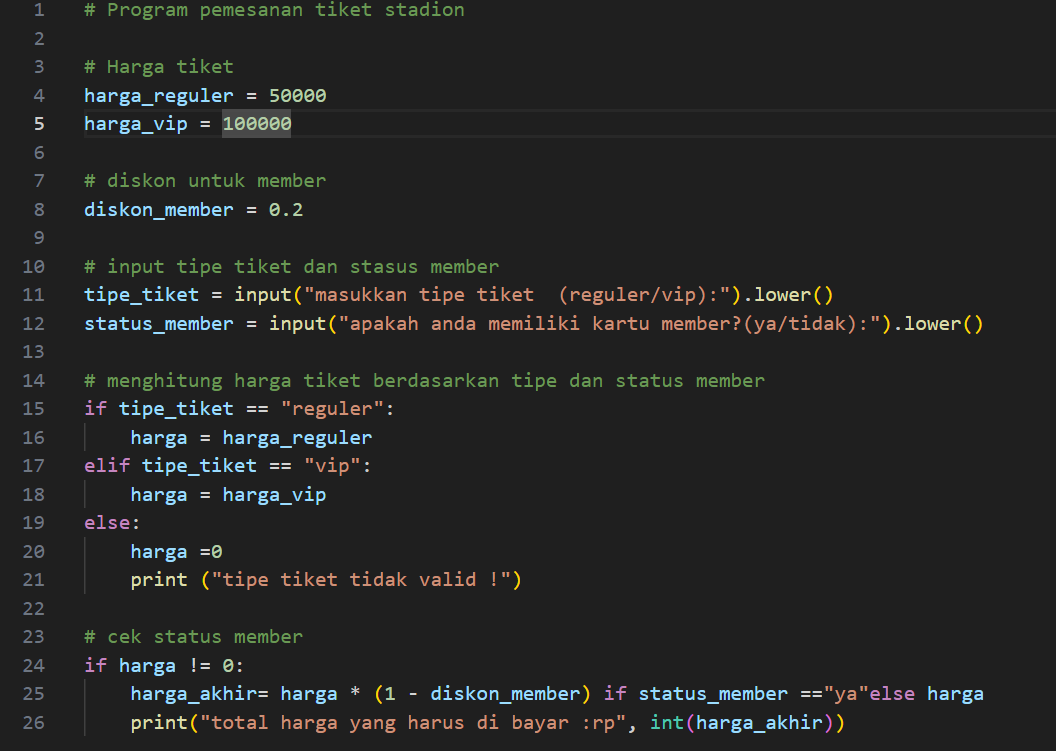 1 # Program pemesanan tiket stadion
2
3 # Harga tiket
4 harga_reguler = 50000
5 harga_vip = 100000
6
7 # diskon untuk member
8 diskon_member = 0.2
9
10 # input tipe tiket dan stasus member
11 tipe_tiket = input("masukkan tipe tiket  (reguler/vip):").lower()
12 status_member = input("apakah anda memiliki kartu member?(ya/tidak):").lower()
13
14 # menghitung harga tiket berdasarkan tipe dan status member
15 if tipe_tiket == "reguler":
16     harga = harga_reguler
17 elif tipe_tiket == "vip":
18     harga = harga_vip
19 else:
20     harga =0
21     print ("tipe tiket tidak valid !")
22
23 # cek status member
24 if harga != 0:
25     harga_akhir= harga * (1 - diskon_member) if status_member =="ya"else harga
26     print("total harga yang harus di bayar :rp", int(harga_akhir))